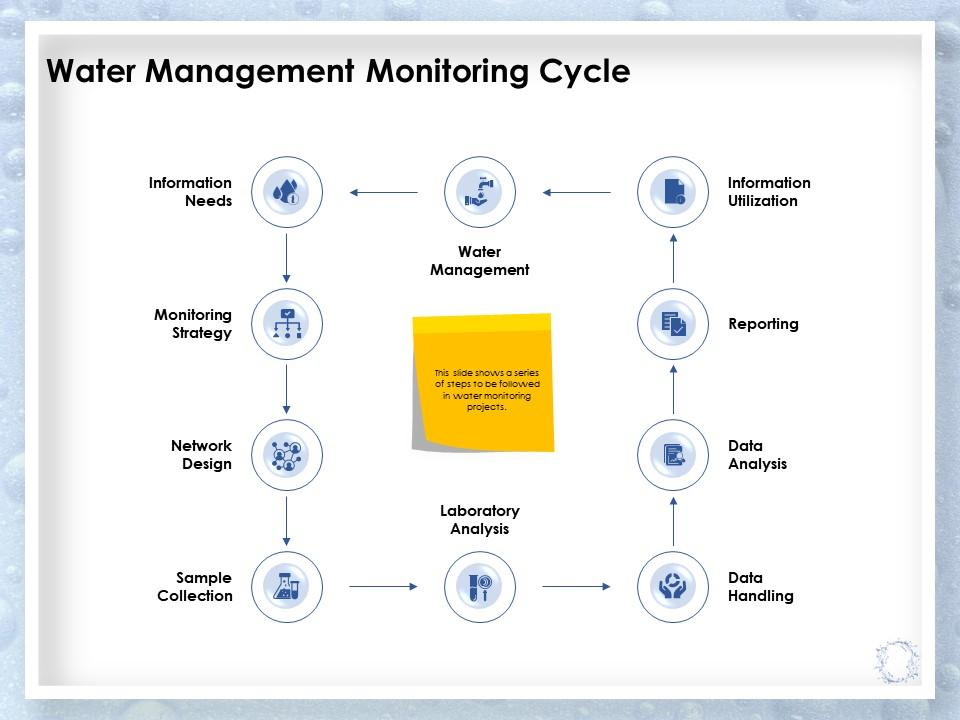 Water Management Monitoring Cycle
Information
Needs
Water
Management
Information
Utilization
Monitoring
Strategy
This slide shows a series
of steps to be followed
in water monitoring
projects.
Reporting
Network
Design
Data
Analysis
Laboratory
Analysis
Sample
Collection
Data
Handling